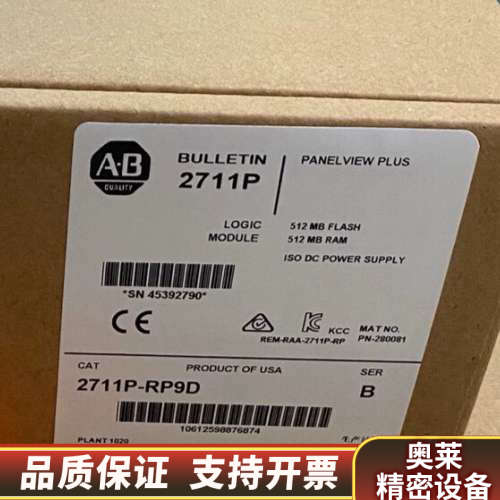 A-B
QUALITY
BULLETIN
2711P
PANELVIEW PLUS
LOGIC
MODULE
512 MB FLASH
512 MB RAM
ISO DC POWER SUPPLY
*SN 45392790*
CE
KCC
REM-RAA-2711P-RP
MAT NO.
PN-280081
CAT
PRODUCT OF USA
SER
2711P-RP9D
B
10612598876874
PLANT 1020
品质保证 支持开票
奥莱
精密设备